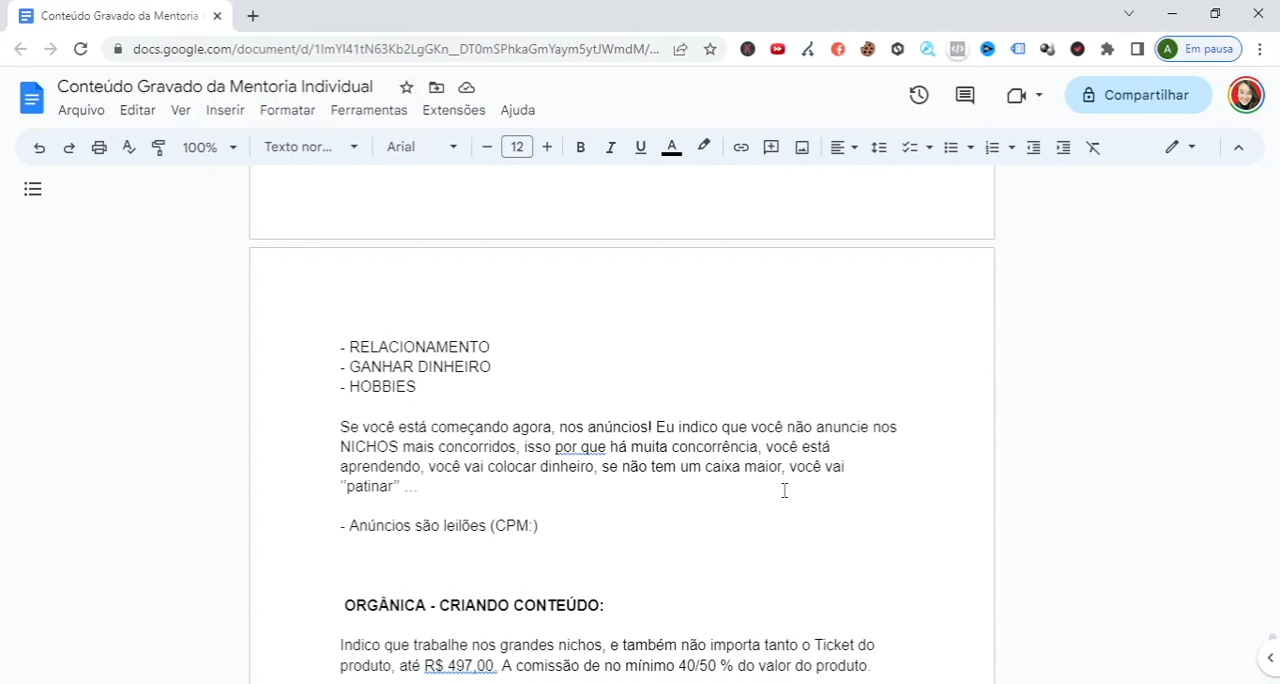 Conteúdo Gravado da Mentoria
docs.google.com/document/d/1ImYl41tN63Kb2LgGKn__DT0mSPhkaGmYaym5ytJWmdM/...
A Em pausa
Conteúdo Gravado da Mentoria Individual
Arquivo Editar Ver Inserir Formatar Ferramentas Extensões Ajuda
Compartilhar
100% Texto nor... Arial 12
- RELACIONAMENTO
- GANHAR DINHEIRO
- HOBBIES
Se você está começando agora, nos anúncios! Eu indico que você não anuncie nos
NICHOS mais concorridos, isso por que há muita concorrência, você está
aprendendo, você vai colocar dinheiro, se não tem um caixa maior, você vai
“patinar” ...
- Anúncios são leilões (CPM:)
ORGÂNICA - CRIANDO CONTEÚDO:
Indico que trabalhe nos grandes nichos, e também não importa tanto o Ticket do
produto, até R$ 497,00. A comissão de no mínimo 40/50 % do valor do produto.